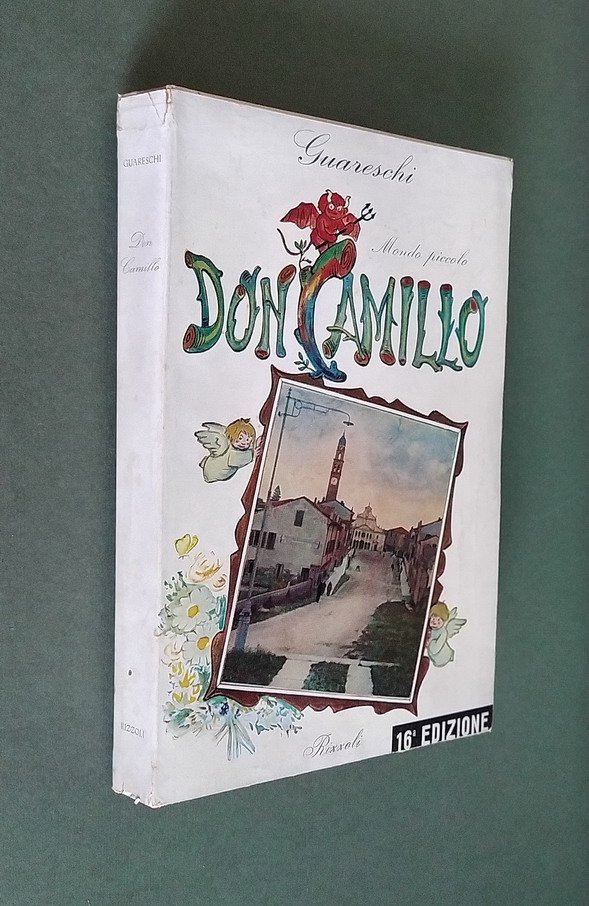 GUARESCHI
Don
Camillo
RIZZOLI
Guareschi
Mondo piccolo
DON CAMILLO
Rizzoli
16ª EDIZIONE